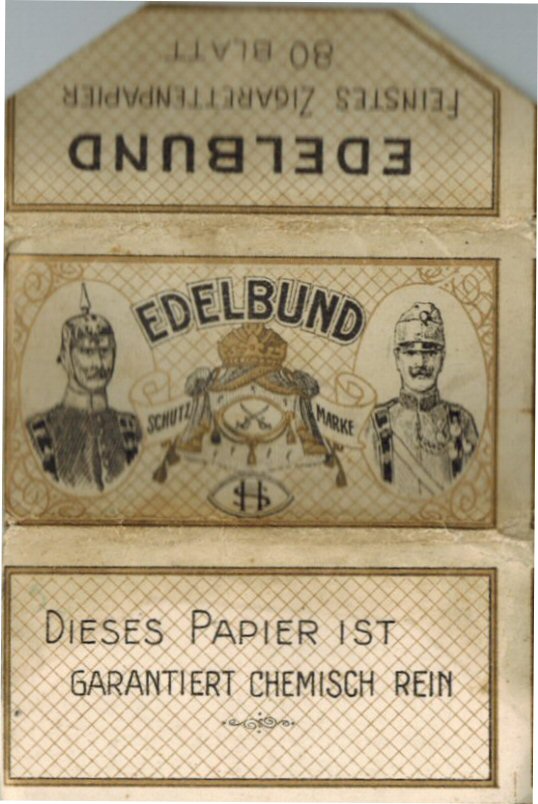 EDELBUND
FEINSTES ZIGARETTENPAPIER
80 BLATT
EDELBUND
SCHUTZ MARKE
DIESES PAPIER IST
GARANTIERT CHEMISCH REIN